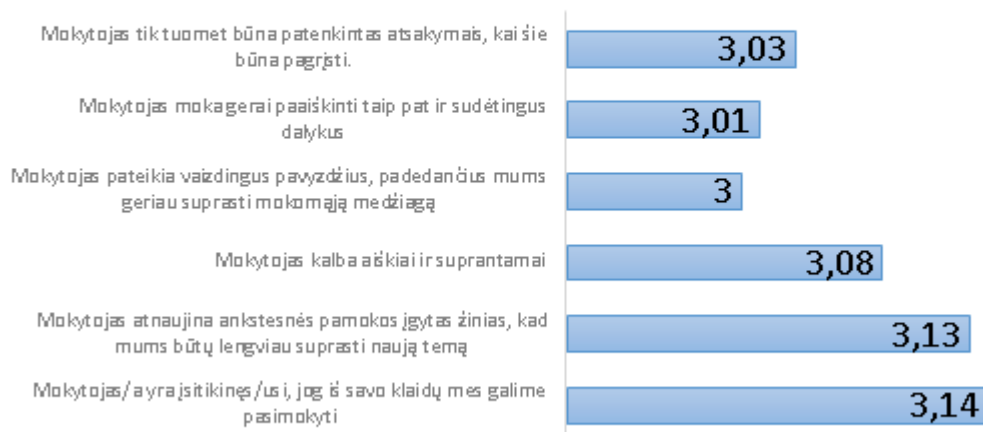 Mokytojas tik tuomet būna patenkintas atsakymais, kai šie
būna pagrįsti.
3,03
Mokytojas moka gerai paaiškinti taip pat ir sudėtingus
dalykus
3,01
Mokytojas pateikia vaizdingus pavyzdžius, padedančius mums
geriau suprasti mokomąją medžiagą
3
Mokytojas kalba aiškiai ir suprantamai
3,08
Mokytojas atnaujina ankstesnės pamokos įgytas žinias, kad
mums būtų lengviau suprasti naują temą
3,13
Mokytojas/a yra įsitikinęs/usi, jog iš savo klaidų mes galime
pasimokyti
3,14